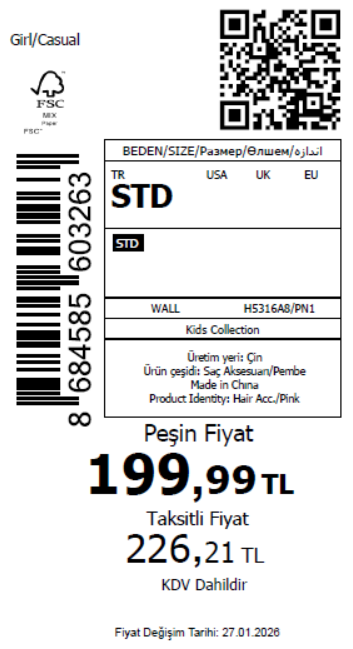 Girl/Casual
FSC
MIX
Paper
FSC™
BEDEN/SIZE/Размер/Өлшем/اندازه
TR USA UK EU
STD
STD
WALL H5316A8/PN1
Kids Collection
Üretim yeri: Çin
Ürün çeşidi: Saç Aksesuarı/Pembe
Made in China
Product Identity: Hair Acc./Pink
8 684585 603263
Peşin Fiyat
199,99 TL
Taksitli Fiyat
226,21 TL
KDV Dahildir
Fiyat Değişim Tarihi: 27.01.2026